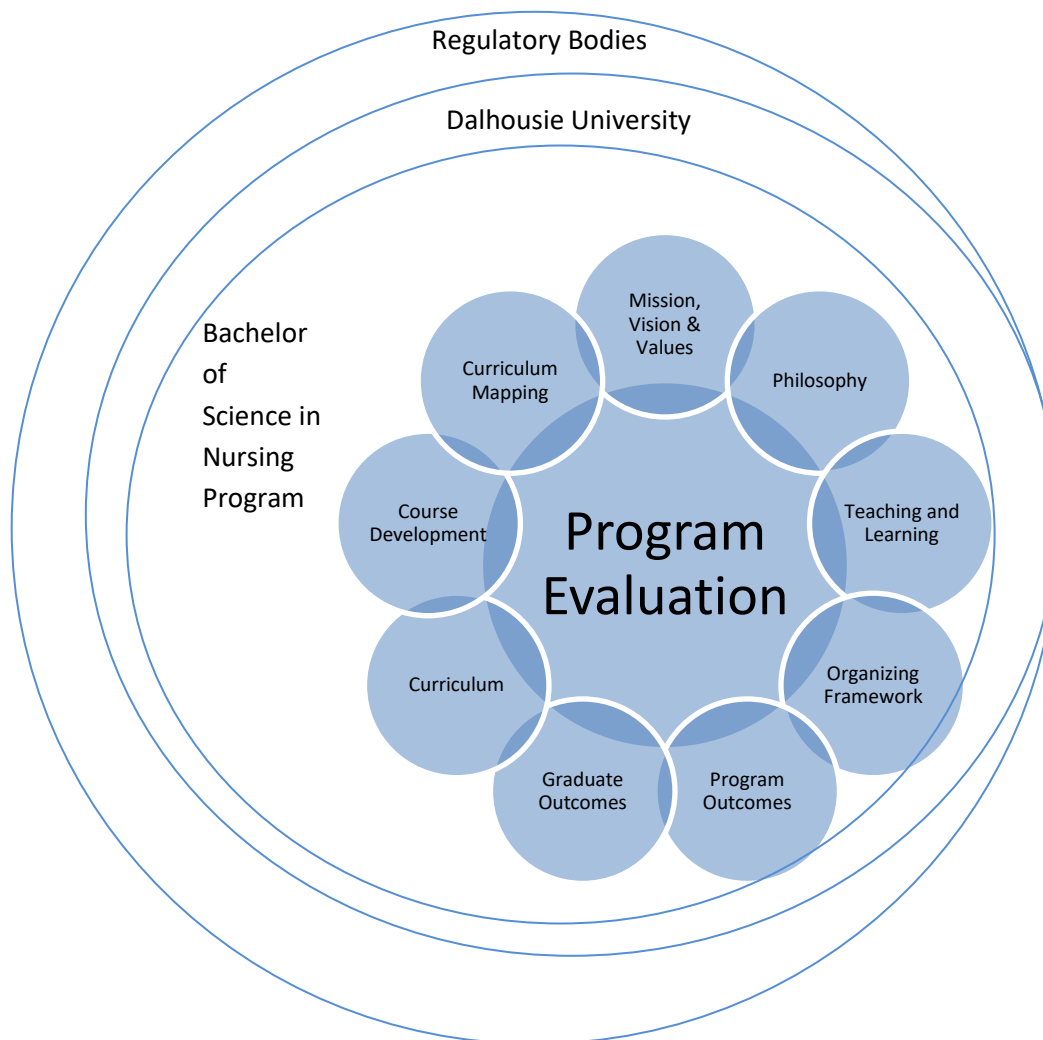 Regulatory Bodies
Dalhousie University
Bachelor
of
Science in
Nursing
Program
Mission,
Vision &
Values
Philosophy
Teaching and
Learning
Organizing
Framework
Program
Outcomes
Graduate
Outcomes
Curriculum
Course
Development
Curriculum
Mapping
Program
Evaluation